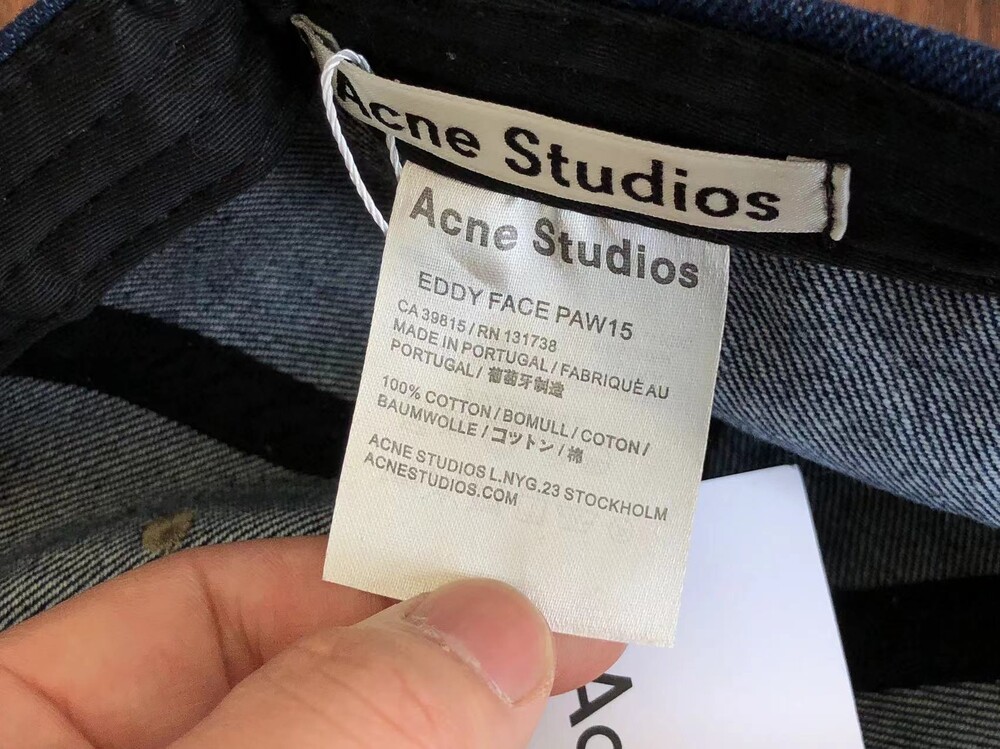 Acne Studios
Acne Studios
EDDY FACE PAW15
CA 39815 / RN 131738
MADE IN PORTUGAL / FABRIQUÉ AU
PORTUGAL / 葡萄牙制造
100% COTTON / BOMULL / COTON /
BAUMWOLLE / コットン / 棉
ACNE STUDIOS L.NYG.23 STOCKHOLM
ACNESTUDIOS.COM
Ac